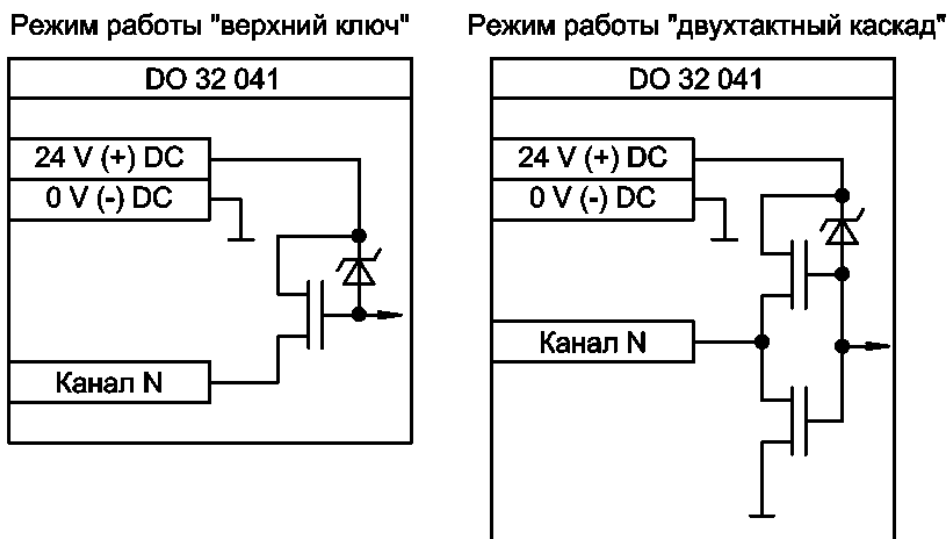 Режим работы "верхний ключ"
DO 32 041
24 V (+) DC
0 V (-) DC
Канал N
Режим работы "двухтактный каскад"
DO 32 041
24 V (+) DC
0 V (-) DC
Канал N